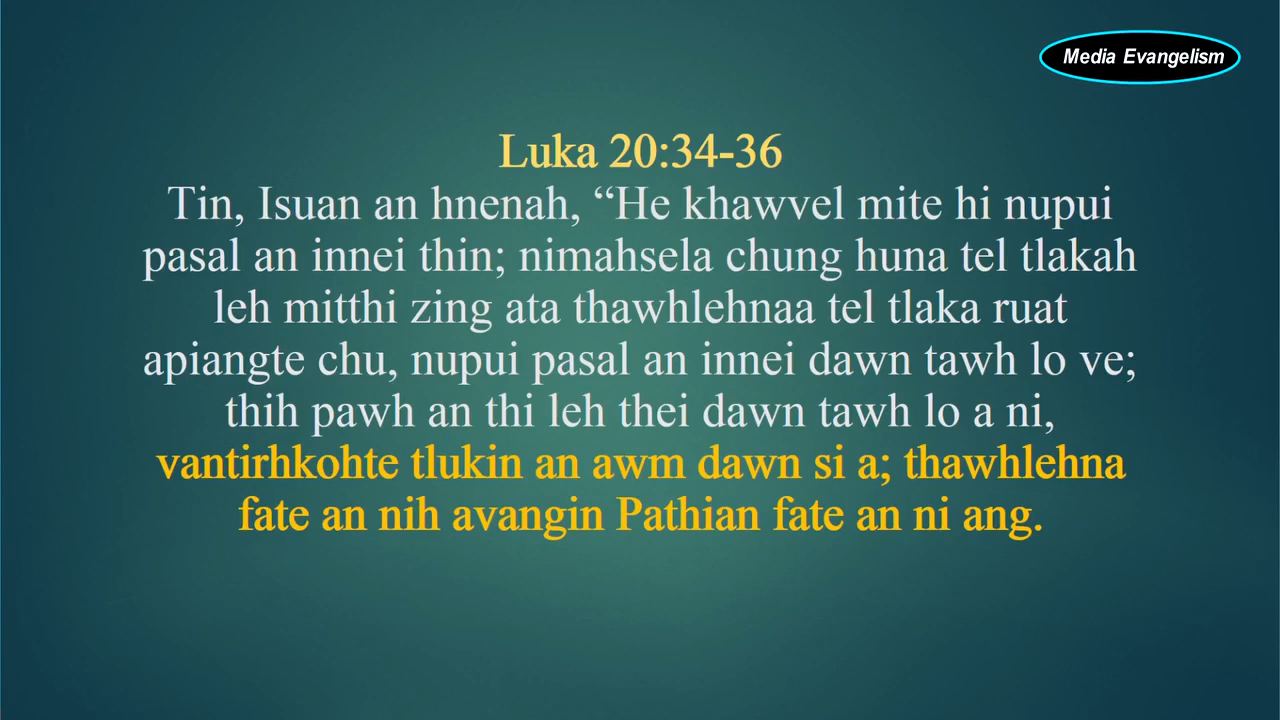 Media Evangelism
Luka 20:34-36
Tin, Isuan an hnenah, “He khawvel mite hi nupui
pasal an innei thin; nimahsela chung huna tel tlakah
leh mitthi zing ata thawhlehnaa tel tlaka ruat
apiangte chu, nupui pasal an innei dawn tawh lo ve;
thih pawh an thi leh thei dawn tawh lo a ni,
vantirhkohte tlukin an awm dawn si a; thawhlehna
fate an nih avangin Pathian fate an ni ang.